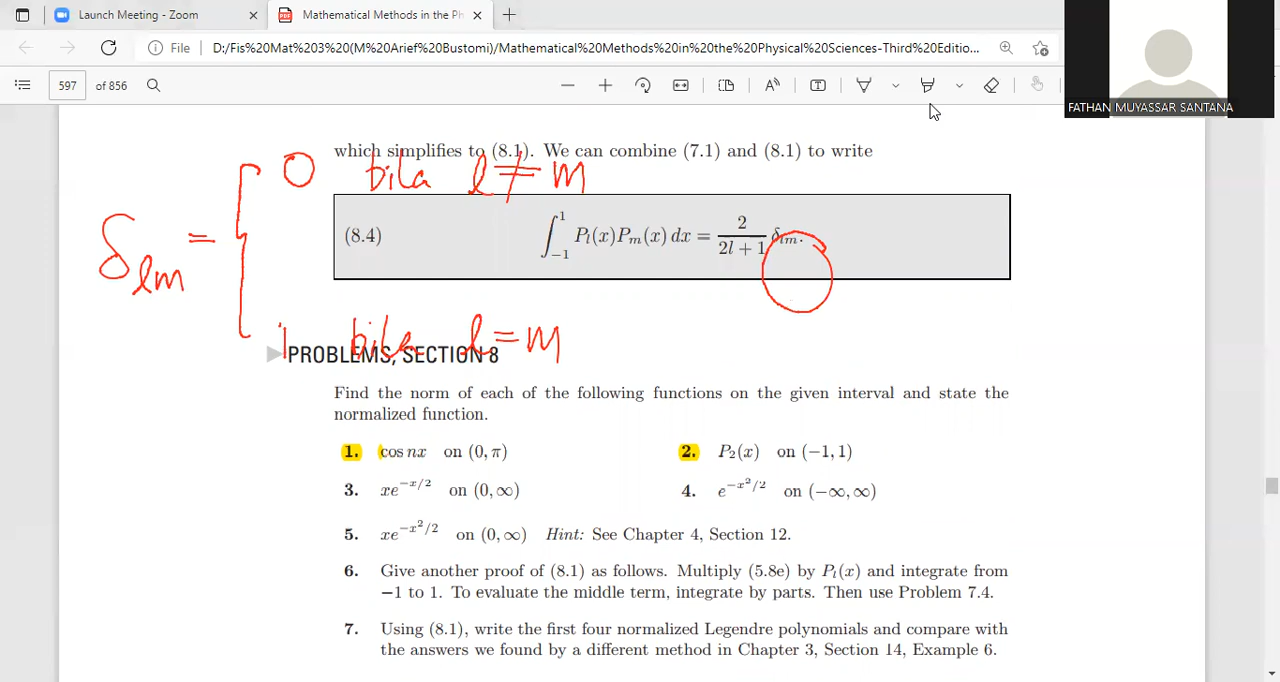 Launch Meeting - Zoom
Mathematical Methods in the Ph
File D:/Fis%20Mat%203%20(M%20Arief%20Bustomi)/Mathematical%20Methods%20in%20the%20Physical%20Sciences-Third%20Editio...
597 of 856
FATHAN MUYASSAR SANTANA
which simplifies to (8.1). We can combine (7.1) and (8.1) to write
0 bila l ≠ m
(8.4) ∫_{-1}^{1} P_l(x)P_m(x) dx = 2/(2l + 1) δ_{lm}.
δ_{lm} = {
1 bila l = m
PROBLEMS, SECTION 8
Find the norm of each of the following functions on the given interval and state the
normalized function.
1. cos nx on (0, π) 2. P₂(x) on (−1, 1)
3. xe^{−x/2} on (0, ∞) 4. e^{−x²/2} on (−∞, ∞)
5. xe^{−x²/2} on (0, ∞) Hint: See Chapter 4, Section 12.
6. Give another proof of (8.1) as follows. Multiply (5.8e) by P_l(x) and integrate from
−1 to 1. To evaluate the middle term, integrate by parts. Then use Problem 7.4.
7. Using (8.1), write the first four normalized Legendre polynomials and compare with
the answers we found by a different method in Chapter 3, Section 14, Example 6.